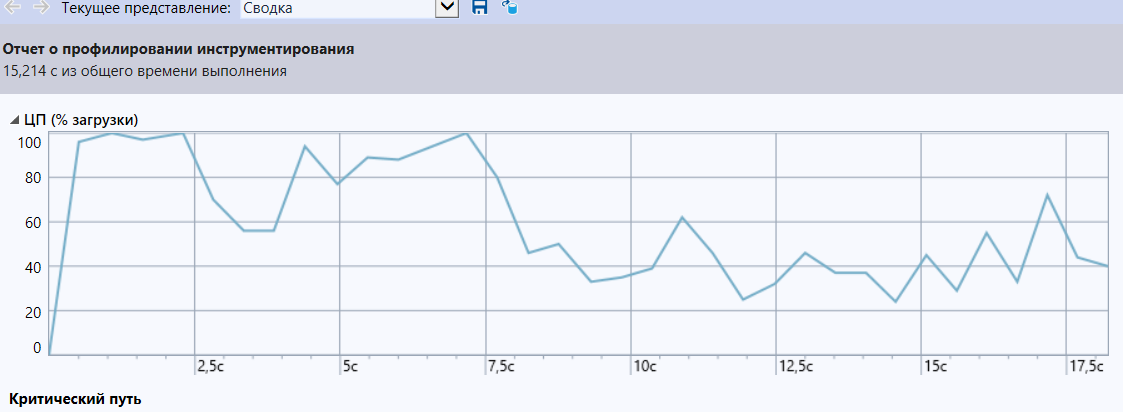 Текущее представление: Сводка
Отчет о профилировании инструментирования
15,214 с из общего времени выполнения
ЦП (% загрузки)
100
80
60
40
20
0
2,5с 5с 7,5с 10с 12,5с 15с 17,5с
Критический путь